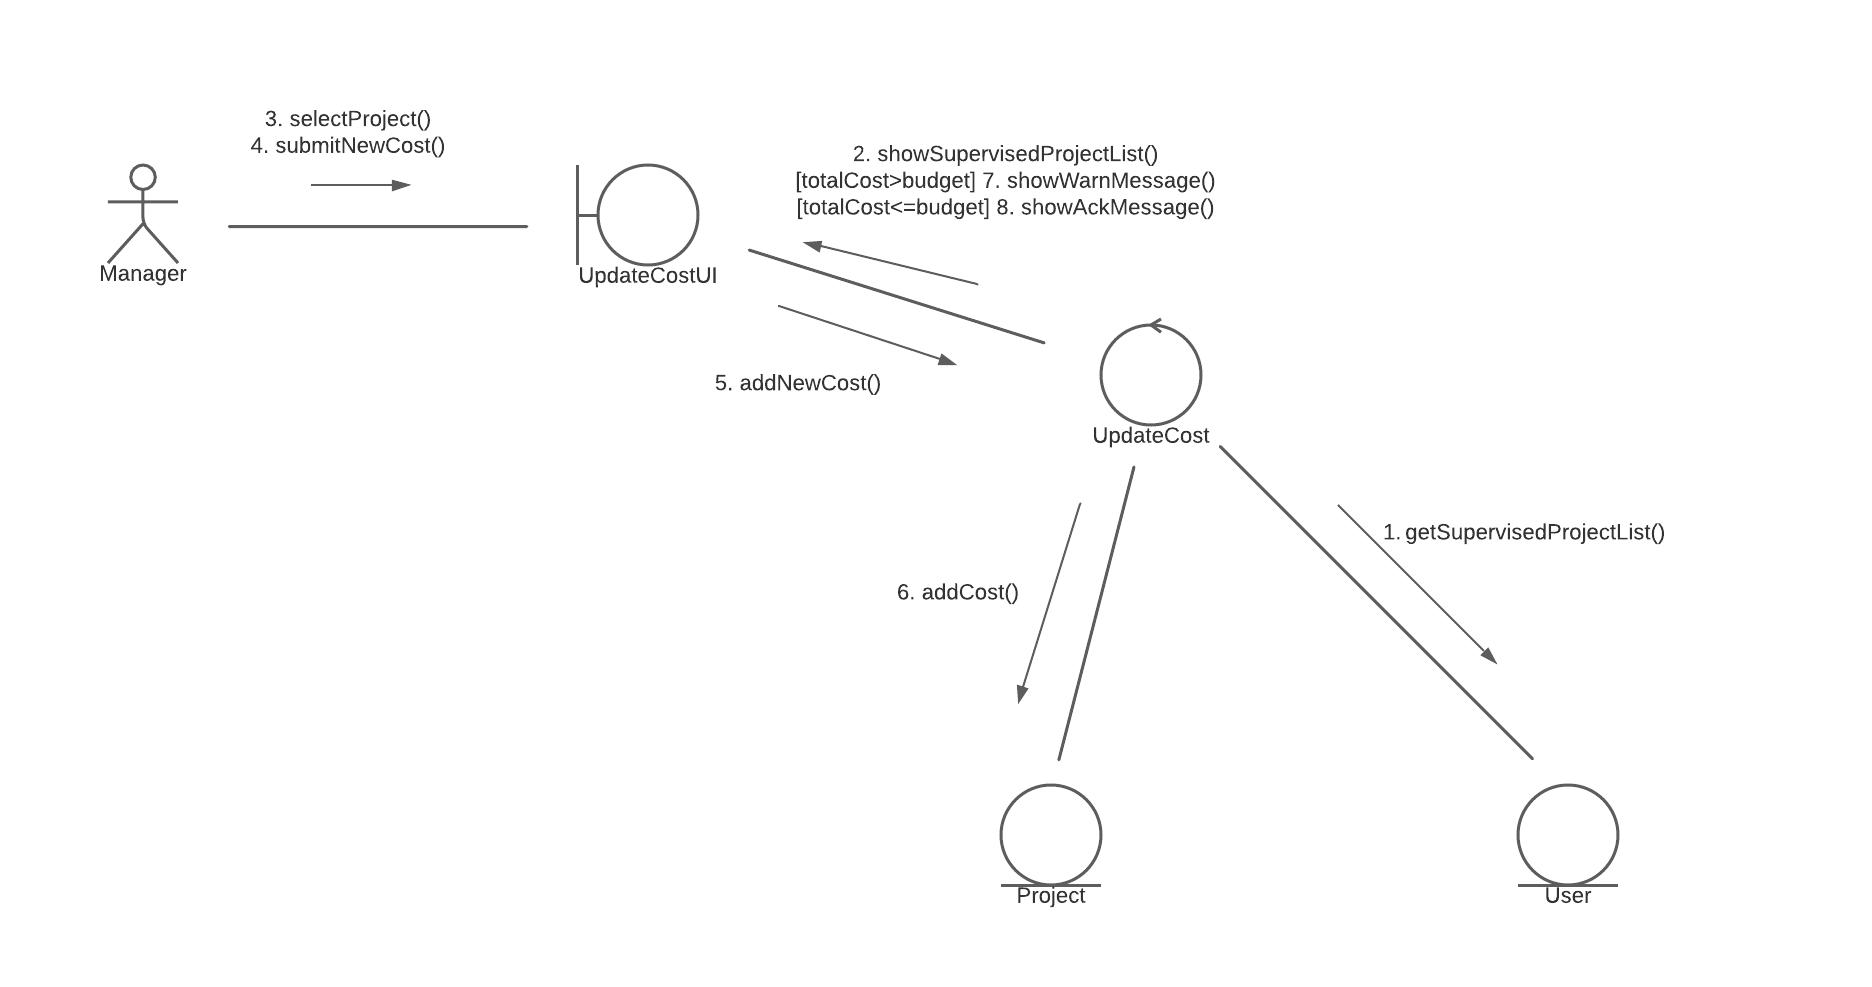 3. selectProject()
4. submitNewCost()
Manager
UpdateCostUI
2. showSupervisedProjectList()
[totalCost>budget] 7. showWarnMessage()
[totalCost<=budget] 8. showAckMessage()
5. addNewCost()
UpdateCost
1. getSupervisedProjectList()
6. addCost()
Project
User